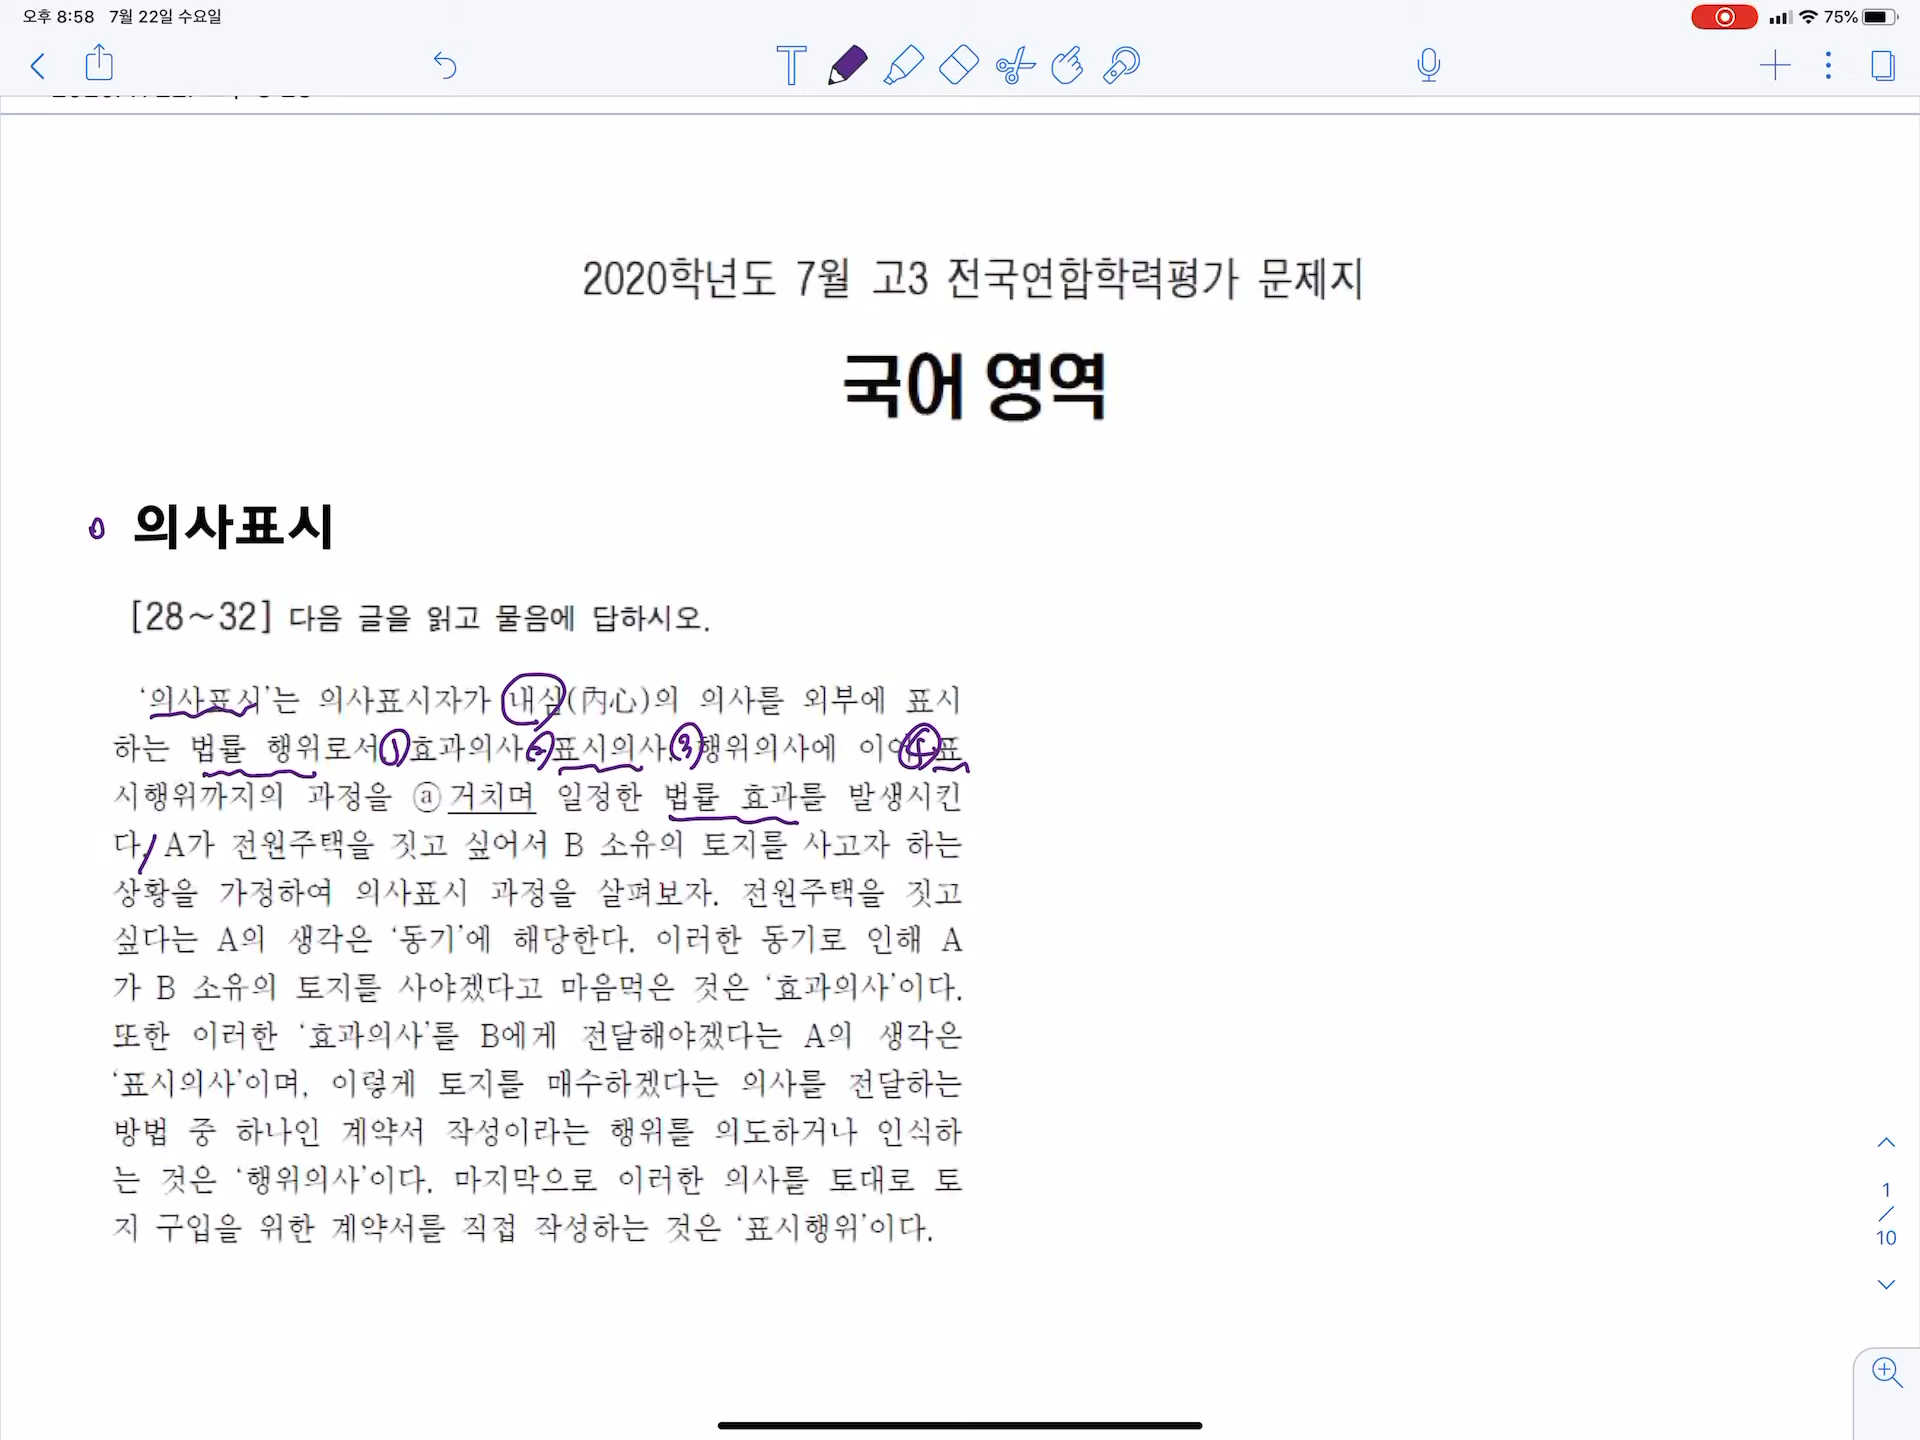 오후 8:58 7월 22일 수요일
75%
2020학년도 7월 고3 전국연합학력평가 문제지
국어 영역
의사표시
[28~32] 다음 글을 읽고 물음에 답하시오.
‘의사표시’는 의사표시자가 내심(內心)의 의사를 외부에 표시
하는 법률 행위로서 ① 효과의사, ② 표시의사, ③ 행위의사에 ④ 표
시행위까지의 과정을 ⓐ 거치며 일정한 법률 효과를 발생시킨
다. A가 전원주택을 짓고 싶어서 B 소유의 토지를 사고자 하는
상황을 가정하여 의사표시 과정을 살펴보자. 전원주택을 짓고
싶다는 A의 생각은 ‘동기’에 해당한다. 이러한 동기로 인해 A
가 B 소유의 토지를 사야겠다고 마음먹은 것은 ‘효과의사’이다.
또한 이러한 ‘효과의사’를 B에게 전달해야겠다는 A의 생각은
‘표시의사’이며, 이렇게 토지를 매수하겠다는 의사를 전달하는
방법 중 하나인 계약서 작성이라는 행위를 의도하거나 인식하
는 것은 ‘행위의사’이다. 마지막으로 이러한 의사를 토대로 토
지 구입을 위한 계약서를 직접 작성하는 것은 ‘표시행위’이다.
1
/
10